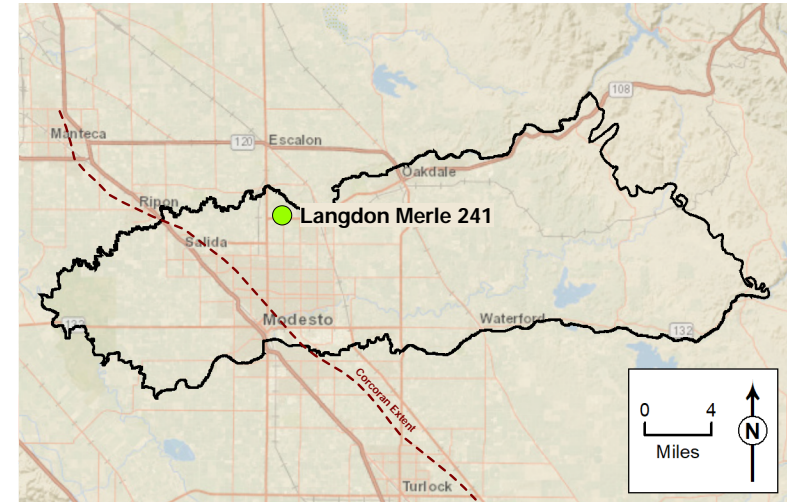 108
Manteca
120
Escalon
Oakdale
Ripon
Langdon Merle 241
Salida
Modesto
Waterford
132
132
Corcoran Extent
0 4
Miles
N
Turlock